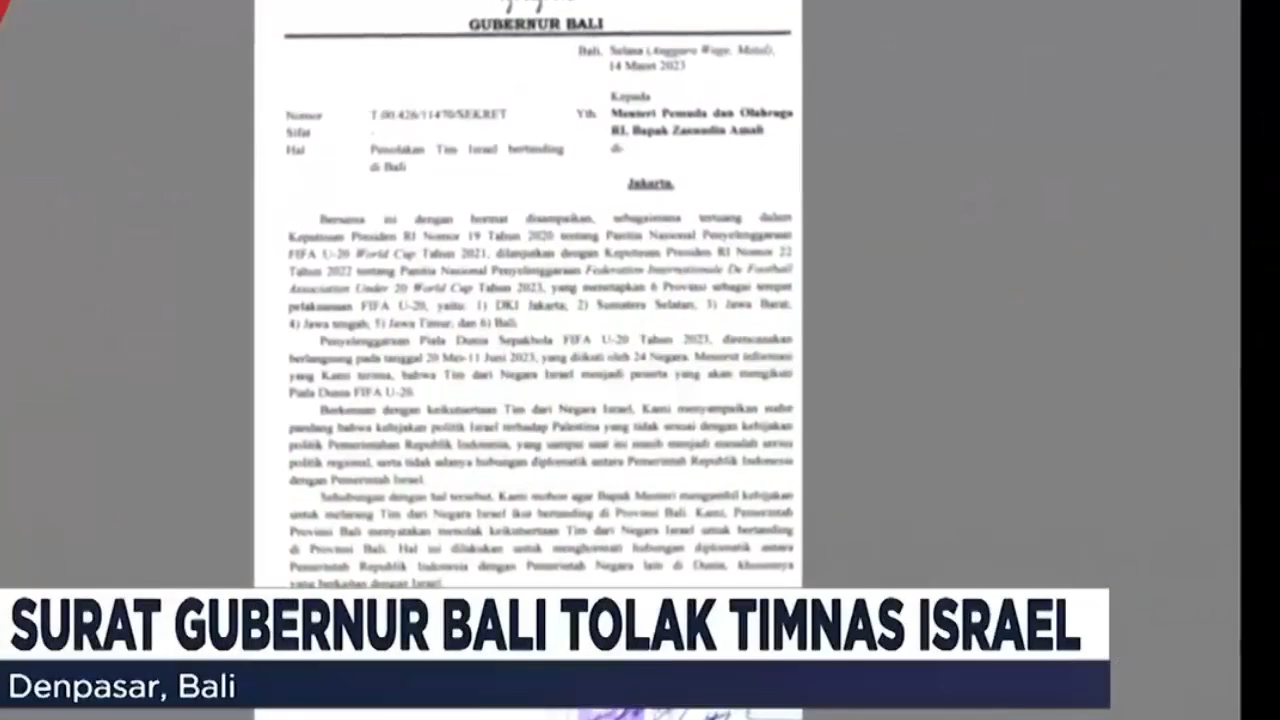 GUBERNUR BALI
Bali, Selasa (Anggara Wage, Matal),
14 Maret 2023
Kepada
Nomor T.00.426/11470/SEKRET Yth. Menteri Pemuda dan Olahraga
Sifat - RI, Bapak Zainudin Amali
Hal Penolakan Tim Israel bertanding di-
di Bali
Jakarta.
Bersama ini dengan hormat disampaikan, sebagaimana tertuang dalam
Keputusan Presiden RI Nomor 19 Tahun 2020 tentang Panitia Nasional Penyelenggaraan
FIFA U-20 World Cup Tahun 2021, dilanjutkan dengan Keputusan Presiden RI Nomor 22
Tahun 2022 tentang Panitia Nasional Penyelenggaraan Federation Internationale De Football
Association Under 20 World Cup Tahun 2023, yang menetapkan 6 Provinsi sebagai tempat
pelaksanaan FIFA U-20, yaitu: 1) DKI Jakarta; 2) Sumatera Selatan; 3) Jawa Barat;
4) Jawa tengah; 5) Jawa Timur; dan 6) Bali.
Penyelenggaraan Piala Dunia Sepakbola FIFA U-20 Tahun 2023, direncanakan
berlangsung pada tanggal 20 Mei-11 Juni 2023, yang diikuti oleh 24 Negara. Menurut informasi
yang Kami terima, bahwa Tim dari Negara Israel menjadi peserta yang akan mengikuti
Piala Dunia FIFA U-20.
Berkenaan dengan keikutsertaan Tim dari Negara Israel, Kami menyampaikan
pandang bahwa kebijakan politik Israel terhadap Palestina yang tidak sesuai dengan kebijakan
politik Pemerintahan Republik Indonesia, yang sampai saat ini masih menjadi masalah serius
politik regional, serta tidak adanya hubungan diplomatik antara Pemerintah Republik Indonesia
dengan Pemerintah Israel.
Sehubungan dengan hal tersebut, Kami mohon agar Bapak Menteri mengambil kebijakan
untuk melarang Tim dari Negara Israel ikut bertanding di Provinsi Bali. Kami, Pemerintah
Provinsi Bali menyatakan menolak keikutsertaan Tim dari Negara Israel untuk bertanding
di Provinsi Bali. Hal ini dilakukan untuk menghormati hubungan diplomatik antara
Pemerintah Republik Indonesia dengan Pemerintah Negara lain di Dunia, khususnya
yang berkaitan dengan Israel.
SURAT GUBERNUR BALI TOLAK TIMNAS ISRAEL
Denpasar, Bali